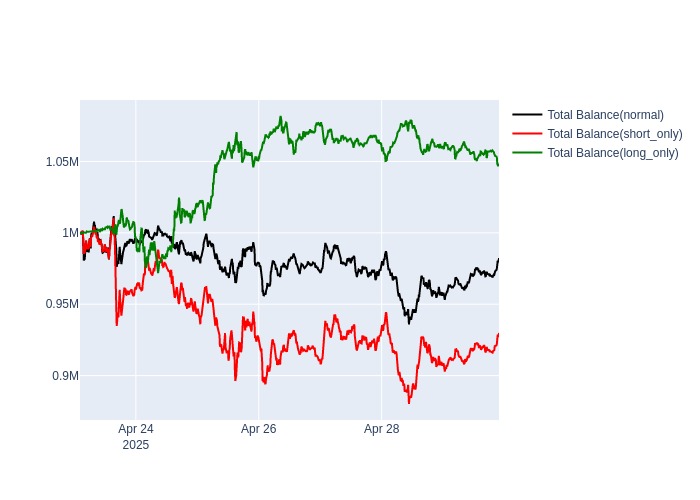 Total Balance(normal)
Total Balance(short_only)
Total Balance(long_only)
1.05M
1M
0.95M
0.9M
Apr 24
2025
Apr 26
Apr 28